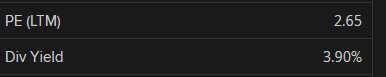 PE (LTM) 2.65
Div Yield 3.90%